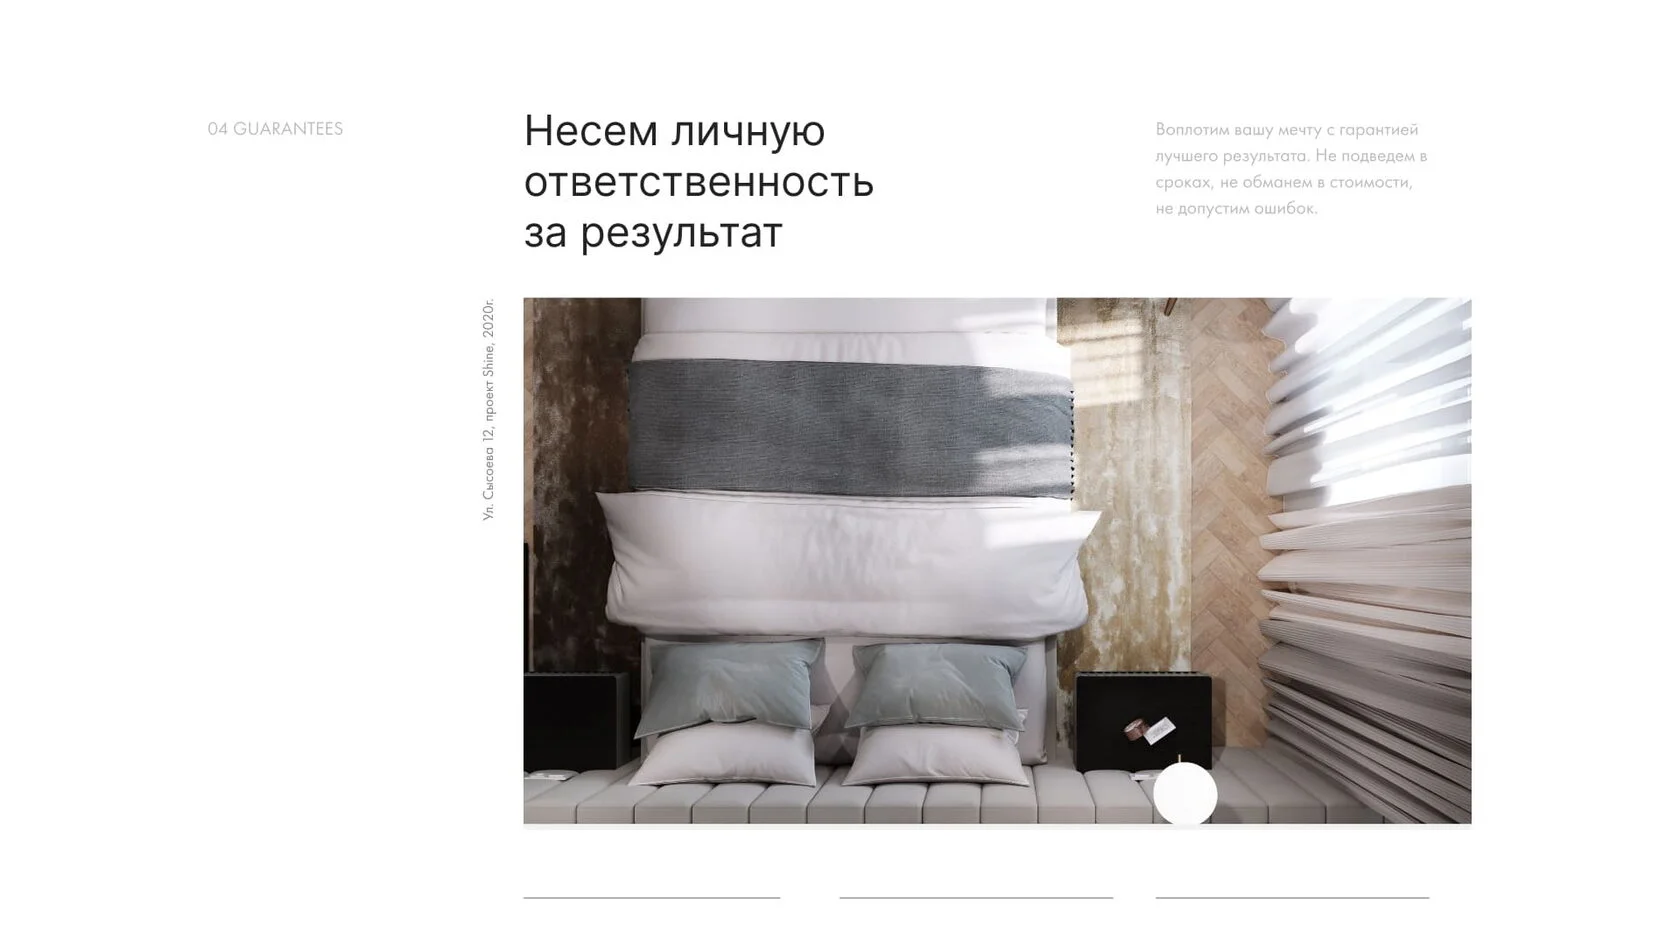 04 GUARANTEES
Несем личную
ответственность
за результат
Воплотим вашу мечту с гарантией
лучшего результата. Не подведем в
сроках, не обманем в стоимости,
не допустим ошибок.
Ул. Сысоева 12, проект Shine, 2020г.